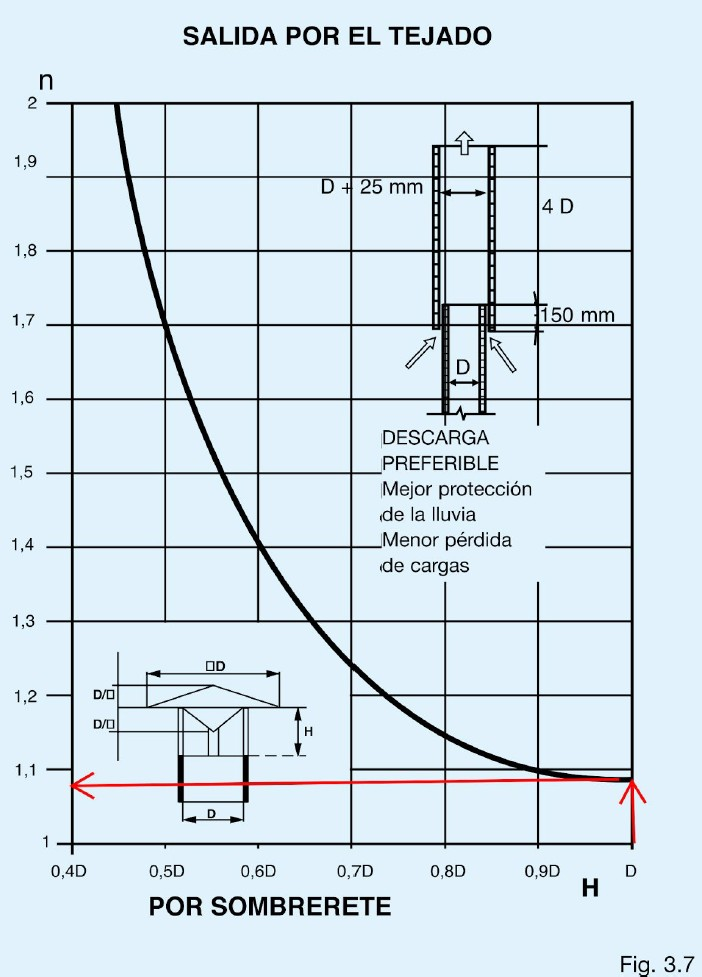 SALIDA POR EL TEJADO
n
2
1,9
1,8
1,7
1,6
1,5
1,4
1,3
1,2
1,1
1
D + 25 mm
4 D
150 mm
D
DESCARGA
PREFERIBLE
Mejor protección
de la lluvia
Menor pérdida
de cargas
□D
D/□
D/□
H
D
0,4D 0,5D 0,6D 0,7D 0,8D 0,9D H D
POR SOMBRERETE
Fig. 3.7